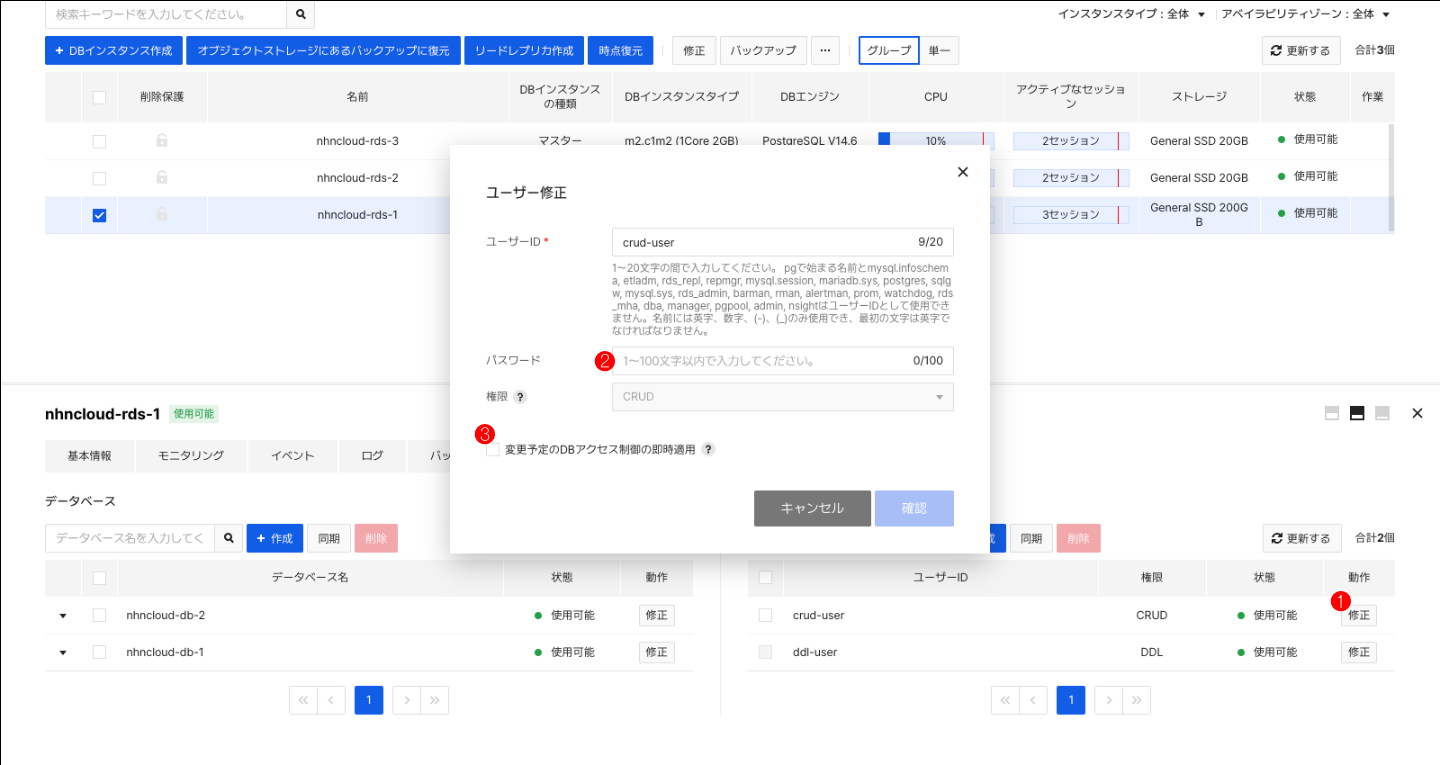 検索キーワードを入力してください。
インスタンスタイプ : 全体
アベイラビリティゾーン : 全体
+ DBインスタンス作成
オブジェクトストレージにあるバックアップに復元
リードレプリカ作成
時点復元
修正
バックアップ
...
グループ
単一
更新する
合計3個
削除保護
名前
DBインスタンス
の種類
DBインスタンスタイプ
DBエンジン
CPU
アクティブなセッショ
ン
ストレージ
状態
作業
nhncloud-rds-3
マスター
m2.c1m2 (1Core 2GB)
PostgreSQL V14.6
10%
2セッション
General SSD 20GB
使用可能
nhncloud-rds-2
2セッション
General SSD 20GB
使用可能
nhncloud-rds-1
3セッション
General SSD 200G
B
使用可能
ユーザー修正
ユーザーID *
crud-user
9/20
1〜20文字の間で入力してください。 pgで始まる名前とmysql.infoschem
a, etladm, rds_repl, repmgr, mysql.session, mariadb.sys, postgres, sqlg
w, mysql.sys, rds_admin, barman, rman, alertman, prom, watchdog, rds
_mha, dba, manager, pgpool, admin, nsightはユーザーIDとして使用でき
ません。名前には英字、数字、(-)、(_)のみ使用でき、最初の文字は英字で
なければなりません。
パスワード
2
1〜100文字以内で入力してください。
0/100
権限 ?
CRUD
3
変更予定のDBアクセス制御の即時適用 ?
キャンセル
確認
nhncloud-rds-1
使用可能
基本情報
モニタリング
イベント
ログ
バッ
データベース
データベース名を入力してく
+ 作成
同期
削除
データベース名
状態
動作
nhncloud-db-2
使用可能
修正
nhncloud-db-1
使用可能
修正
1
成
同期
削除
更新する
合計2個
ユーザーID
権限
状態
動作
1
crud-user
CRUD
使用可能
修正
ddl-user
DDL
使用可能
修正
1